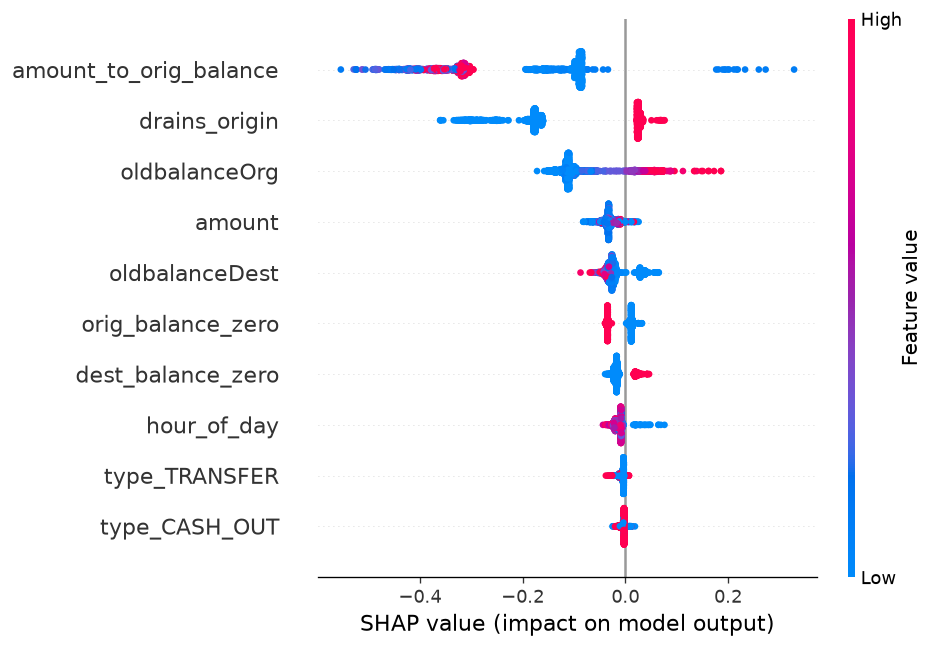 High
amount_to_orig_balance
drains_origin
oldbalanceOrg
amount
oldbalanceDest
orig_balance_zero
dest_balance_zero
hour_of_day
type_TRANSFER
type_CASH_OUT
Feature value
Low
−0.4 −0.2 0.0 0.2
SHAP value (impact on model output)